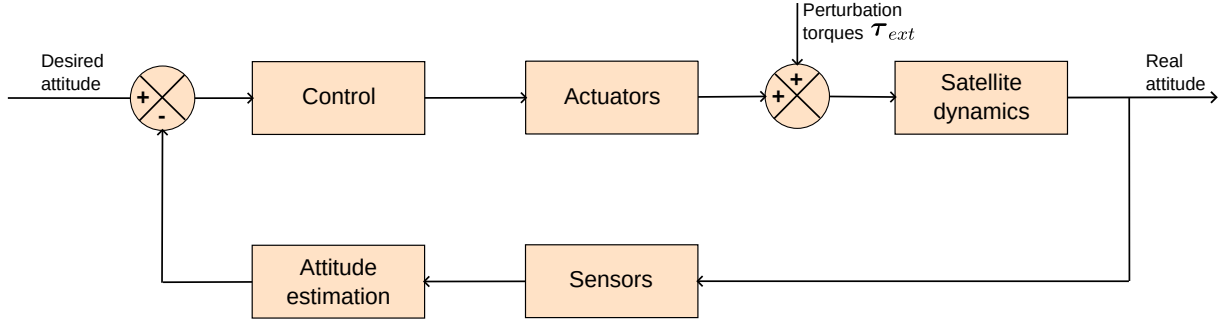 Perturbation
torques τ_ext
Desired
attitude
Real
attitude
+
-
Control
Actuators
+
+
Satellite
dynamics
Attitude
estimation
Sensors